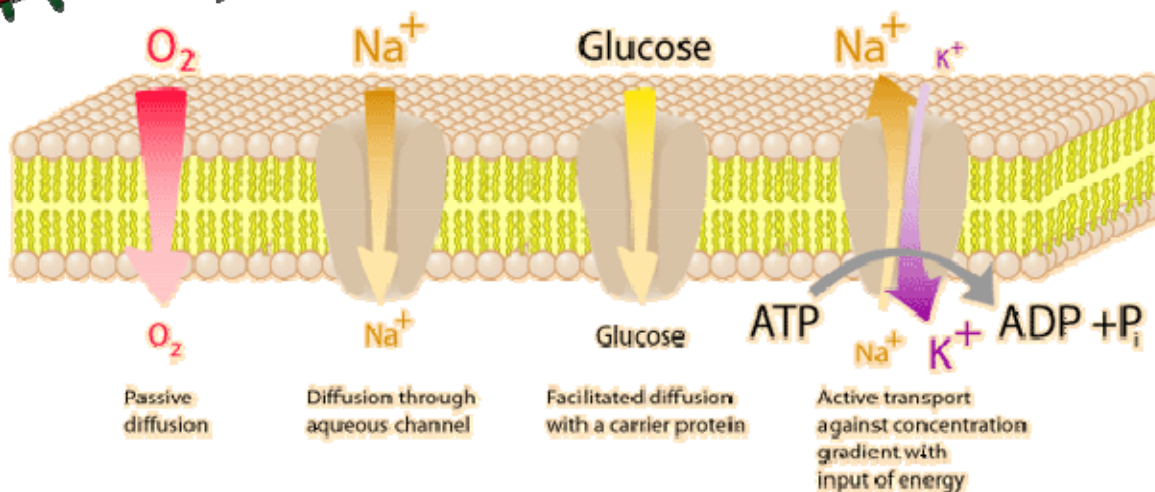 O₂ Na⁺ Glucose Na⁺ K⁺
ATP ADP +Pᵢ
O₂ Na⁺ Glucose Na⁺ K⁺
Passive
diffusion
Diffusion through
aqueous channel
Facilitated diffusion
with a carrier protein
Active transport
against concentration
gradient with
input of energy